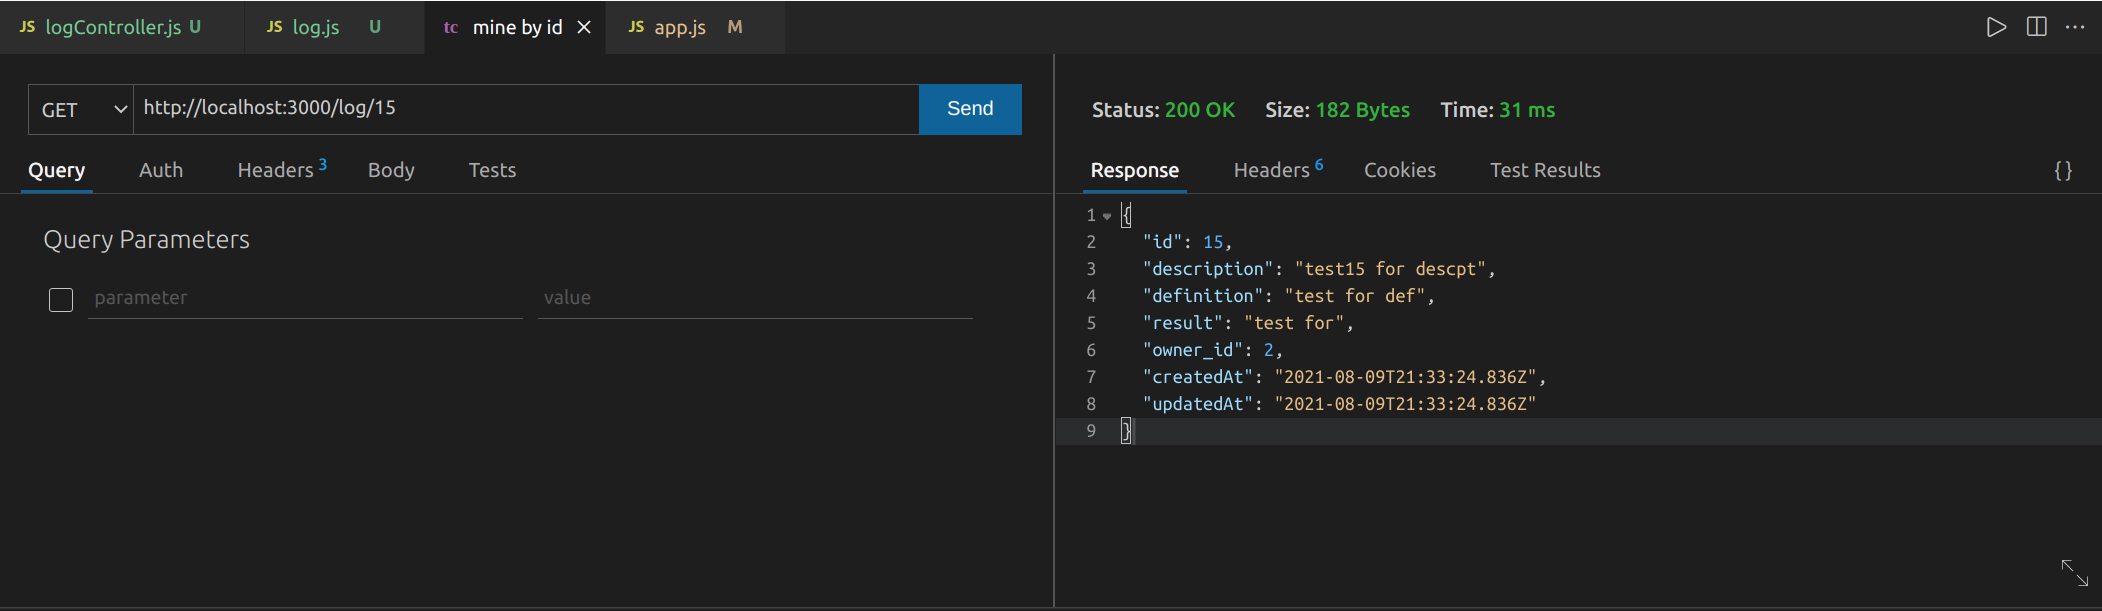 JS logController.js U JS log.js U tc mine by id × JS app.js M
GET http://localhost:3000/log/15 Send
Query Auth Headers 3 Body Tests
Query Parameters
parameter value
Status: 200 OK Size: 182 Bytes Time: 31 ms
Response Headers 6 Cookies Test Results {}
1 {
2 "id": 15,
3 "description": "test15 for descpt",
4 "definition": "test for def",
5 "result": "test for",
6 "owner_id": 2,
7 "createdAt": "2021-08-09T21:33:24.836Z",
8 "updatedAt": "2021-08-09T21:33:24.836Z"
9 }